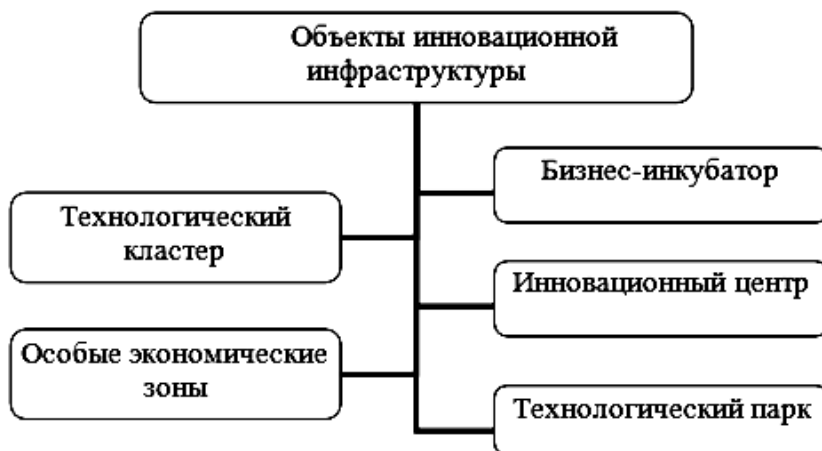 Объекты инновационной
инфраструктуры
Бизнес-инкубатор
Технологический
кластер
Инновационный центр
Особые экономические
зоны
Технологический парк